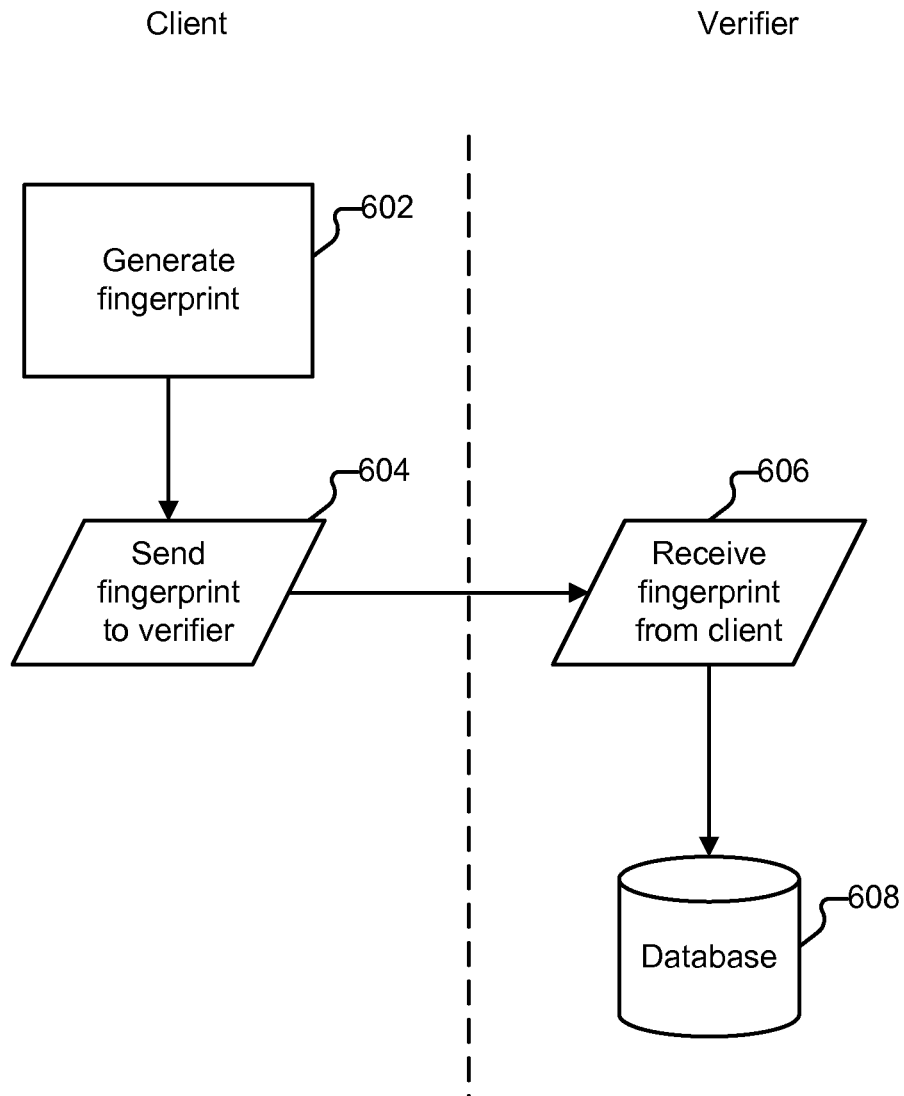 Client
Verifier
602
Generate
fingerprint
604
Send
fingerprint
to verifier
606
Receive
fingerprint
from client
608
Database